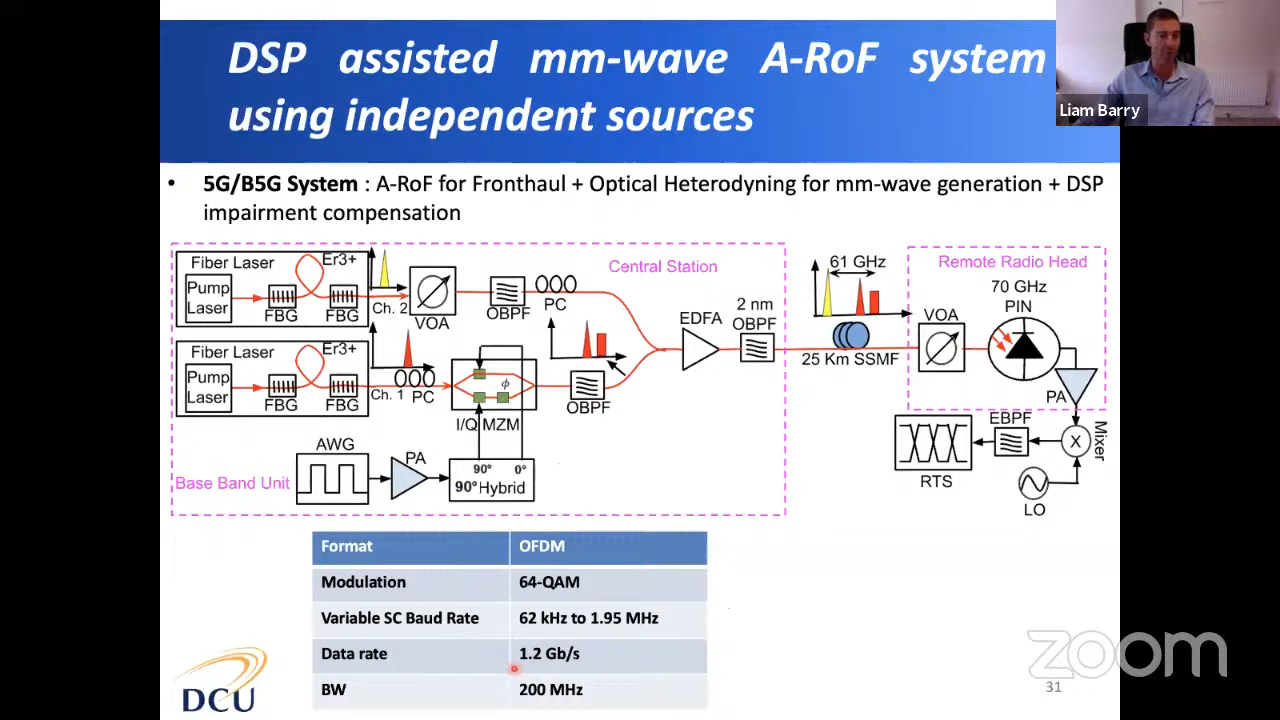 DSP assisted mm-wave A-RoF system
using independent sources
Liam Barry
• 5G/B5G System : A-RoF for Fronthaul + Optical Heterodyning for mm-wave generation + DSP
impairment compensation
Fiber Laser
Er3+
Pump
Laser
FBG
FBG
Ch. 2
VOA
OBPF
PC
Central Station
Fiber Laser
Er3+
Pump
Laser
FBG
FBG
Ch. 1
PC
ϕ
I/Q MZM
OBPF
EDFA
2 nm
OBPF
61 GHz
25 Km SSMF
Remote Radio Head
70 GHz
PIN
VOA
PA
Mixer
X
EBPF
RTS
LO
Base Band Unit
AWG
PA
90° 0°
90° Hybrid
Format OFDM
Modulation 64-QAM
Variable SC Baud Rate 62 kHz to 1.95 MHz
Data rate 1.2 Gb/s
BW 200 MHz
DCU
zoom
31